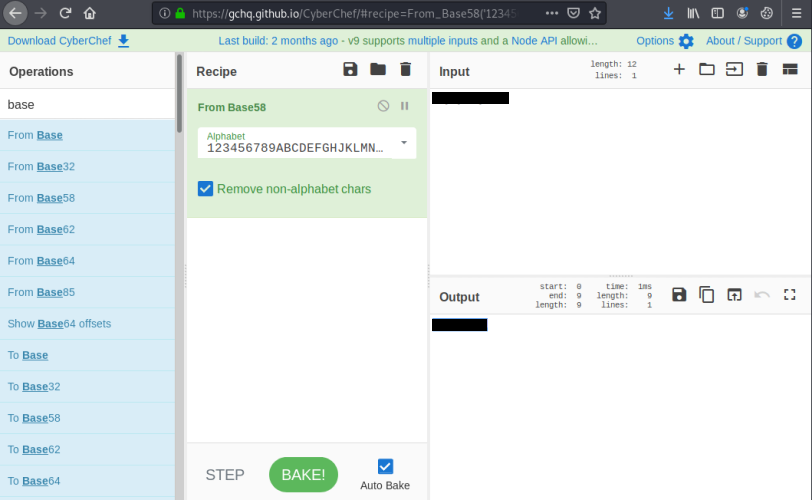 https://gchq.github.io/CyberChef/#recipe=From_Base58('12345
Download CyberChef
Last build: 2 months ago - v9 supports multiple inputs and a Node API allowi…
Options
About / Support
Operations
Recipe
Input
length: 12
lines: 1
base
From Base
From Base32
From Base58
From Base62
From Base64
From Base85
Show Base64 offsets
To Base
To Base32
To Base58
To Base62
To Base64
From Base58
Alphabet
123456789ABCDEFGHJKLMN…
Remove non-alphabet chars
STEP
BAKE!
Auto Bake
Output
start: 0 time: 1ms
end: 9 length: 9
length: 9 lines: 1